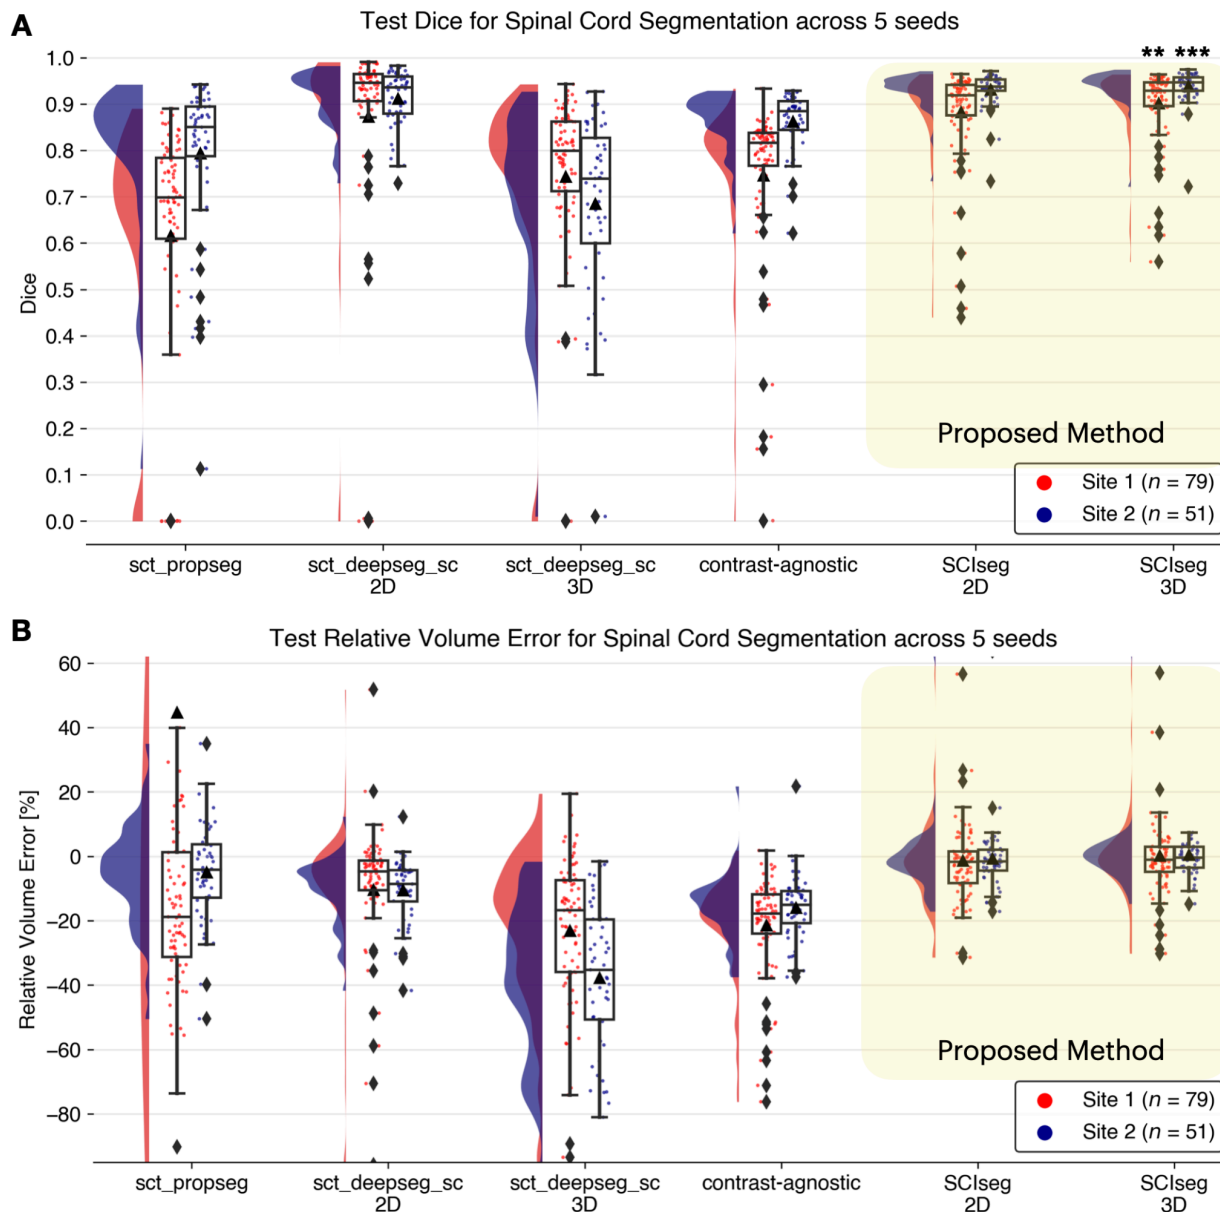 A
Test Dice for Spinal Cord Segmentation across 5 seeds
** ***
1.0
0.9
0.8
0.7
0.6
0.5
0.4
0.3
0.2
0.1
0.0
Dice
Proposed Method
Site 1 (n = 79)
Site 2 (n = 51)
sct_propseg
sct_deepseg_sc
2D
sct_deepseg_sc
3D
contrast-agnostic
SCIseg
2D
SCIseg
3D
B
Test Relative Volume Error for Spinal Cord Segmentation across 5 seeds
60
40
20
0
−20
−40
−60
−80
Relative Volume Error [%]
Proposed Method
Site 1 (n = 79)
Site 2 (n = 51)
sct_propseg
sct_deepseg_sc
2D
sct_deepseg_sc
3D
contrast-agnostic
SCIseg
2D
SCIseg
3D